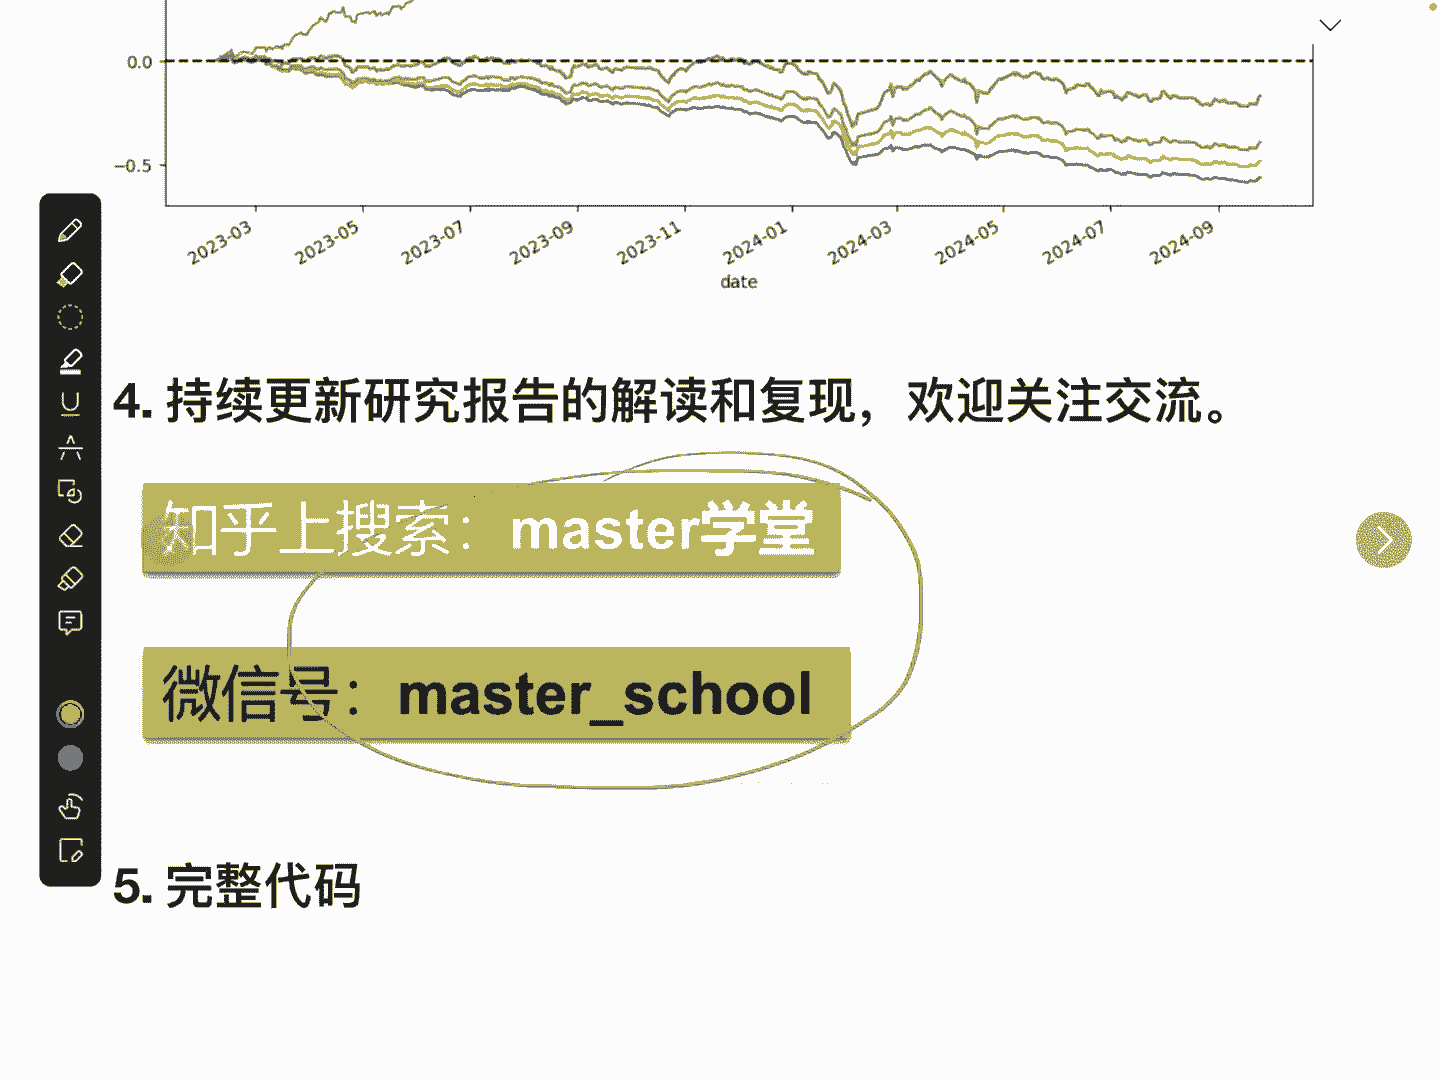 0.0
−0.5
2023-03 2023-05 2023-07 2023-09 2023-11 2024-01 2024-03 2024-05 2024-07 2024-09
date
4. 持续更新研究报告的解读和复现，欢迎关注交流。
知乎上搜索：master学堂
微信号：master_school
5. 完整代码